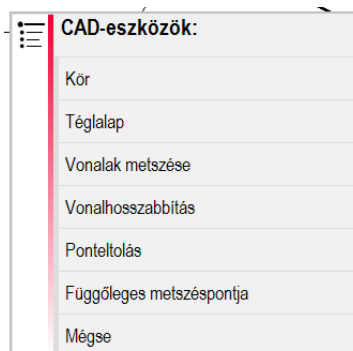 CAD-eszközök:
Kör
Téglalap
Vonalak metszése
Vonalhosszabbítás
Ponteltolás
Függőleges metszéspontja
Mégse